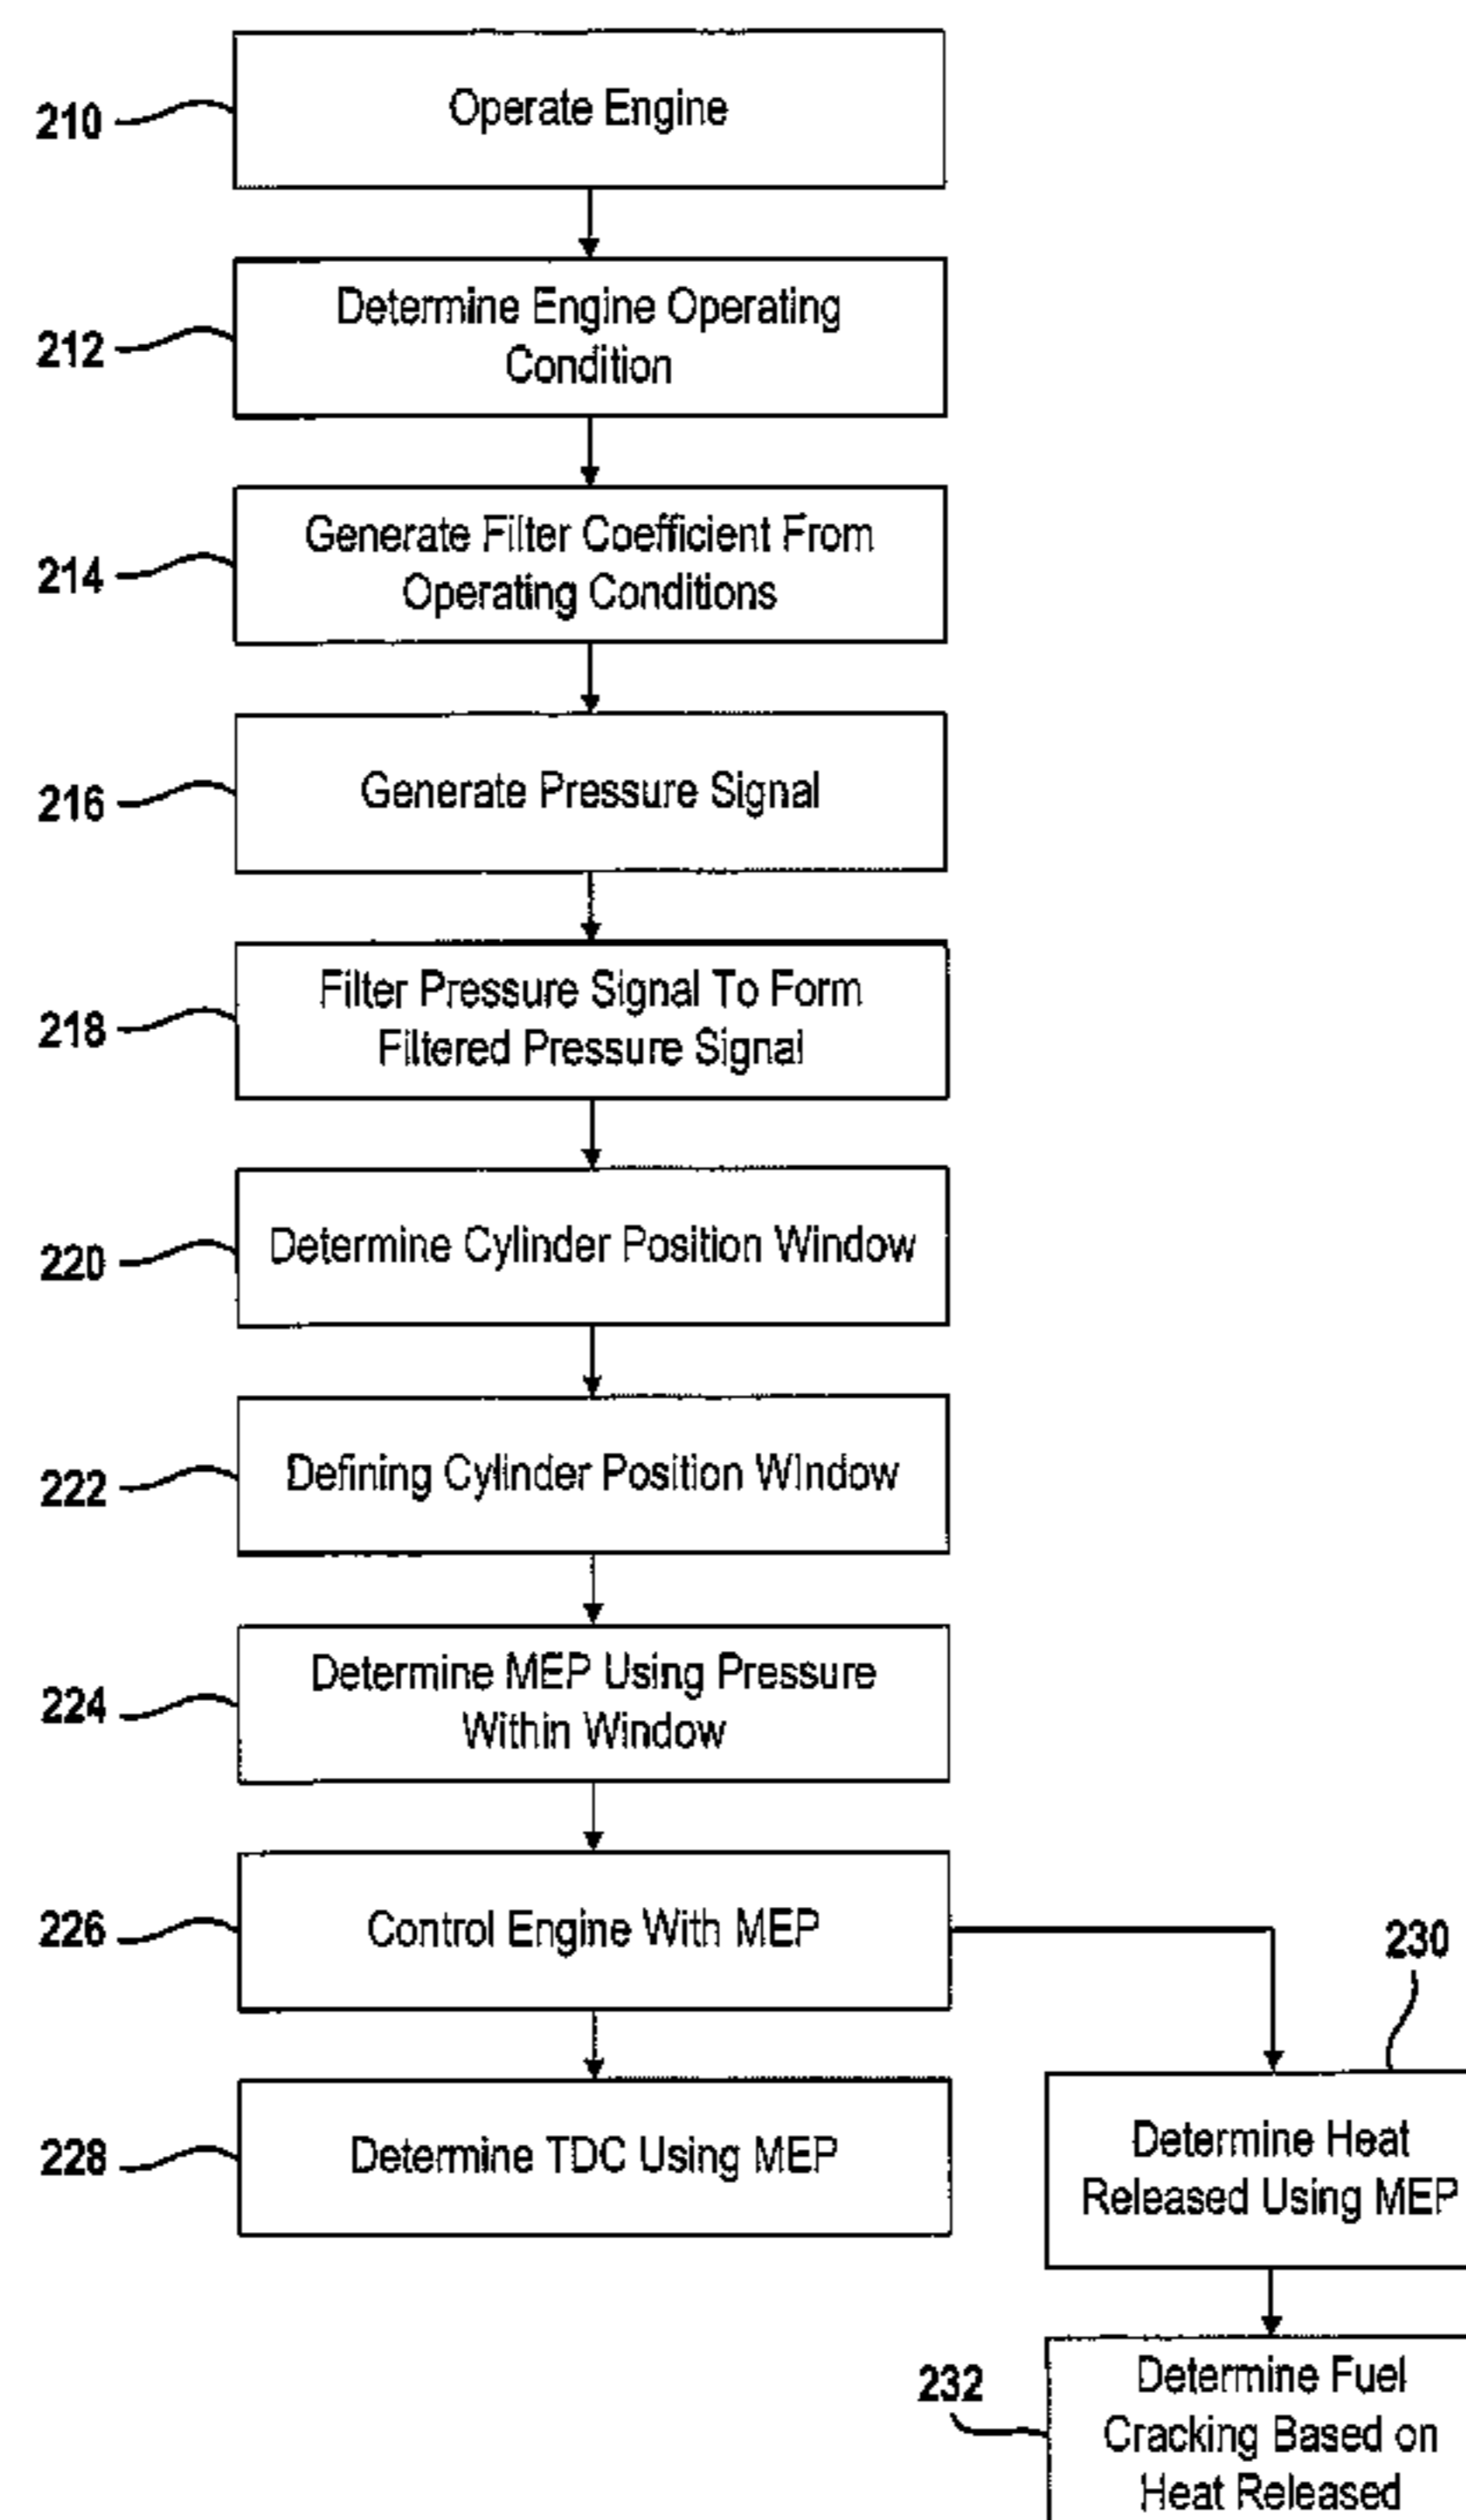 210
Operate Engine
212
Determine Engine Operating
Condition
214
Generate Filter Coefficient From
Operating Conditions
216
Generate Pressure Signal
218
Filter Pressure Signal To Form
Filtered Pressure Signal
220
Determine Cylinder Position Window
222
Defining Cylinder Position WIndow
224
Determine MEP Using Pressure
Within Window
226
Control Engine With MEP
228
Determine TDC Using MEP
230
Determine Heat
Released Using MEP
232
Determine Fuel
Cracking Based on
Heat Released